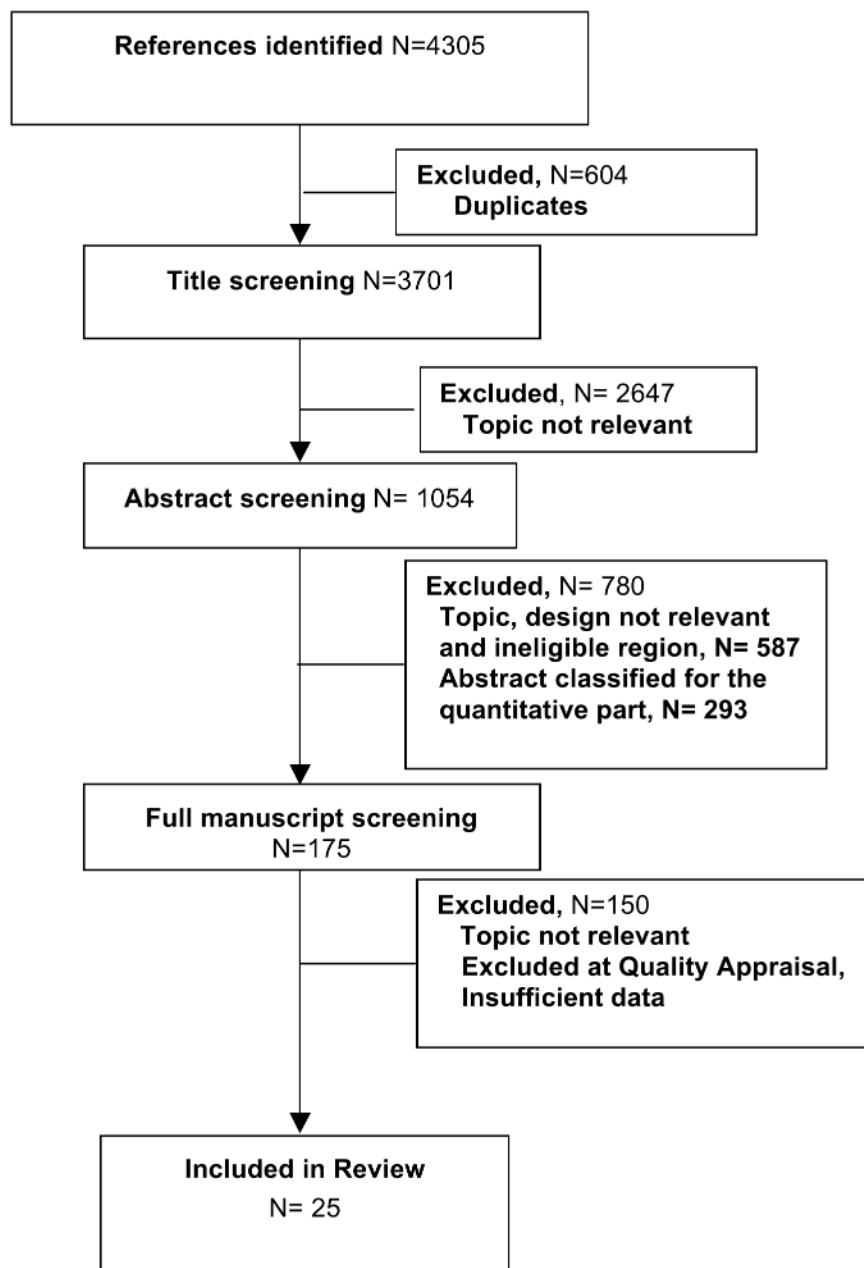 References identified N=4305
Excluded, N=604
Duplicates
Title screening N=3701
Excluded, N= 2647
Topic not relevant
Abstract screening N= 1054
Excluded, N= 780
Topic, design not relevant
and ineligible region, N= 587
Abstract classified for the
quantitative part, N= 293
Full manuscript screening
N=175
Excluded, N=150
Topic not relevant
Excluded at Quality Appraisal,
Insufficient data
Included in Review
N= 25